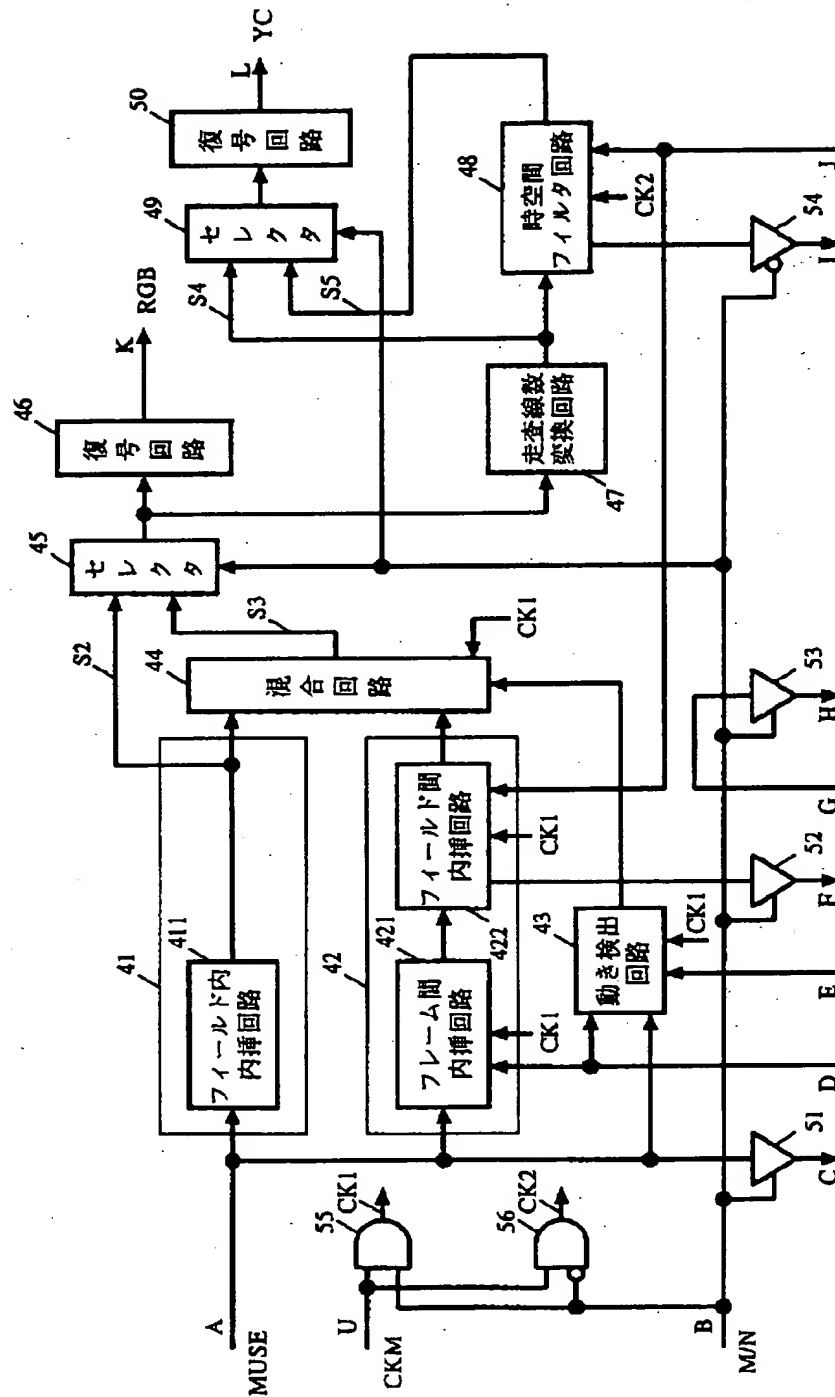 A
MUSE
U
CKM
B
M/N
55
CK1
56
CK2
41
411
フィールド内
内挿回路
42
421
フレーム間
内挿回路
CK1
422
フィールド間
内挿回路
CK1
43
動き検出
回路
CK1
44
混合回路
CK1
S2
S3
45
セレクタ
46
復号
回路
K
RGB
47
走査線数
変換回路
S4
S5
48
時空間
フィルタ回路
CK2
49
セレクタ
50
復号
回路
L
YC
51
C
D
E
52
F
G
53
H
54
I
J